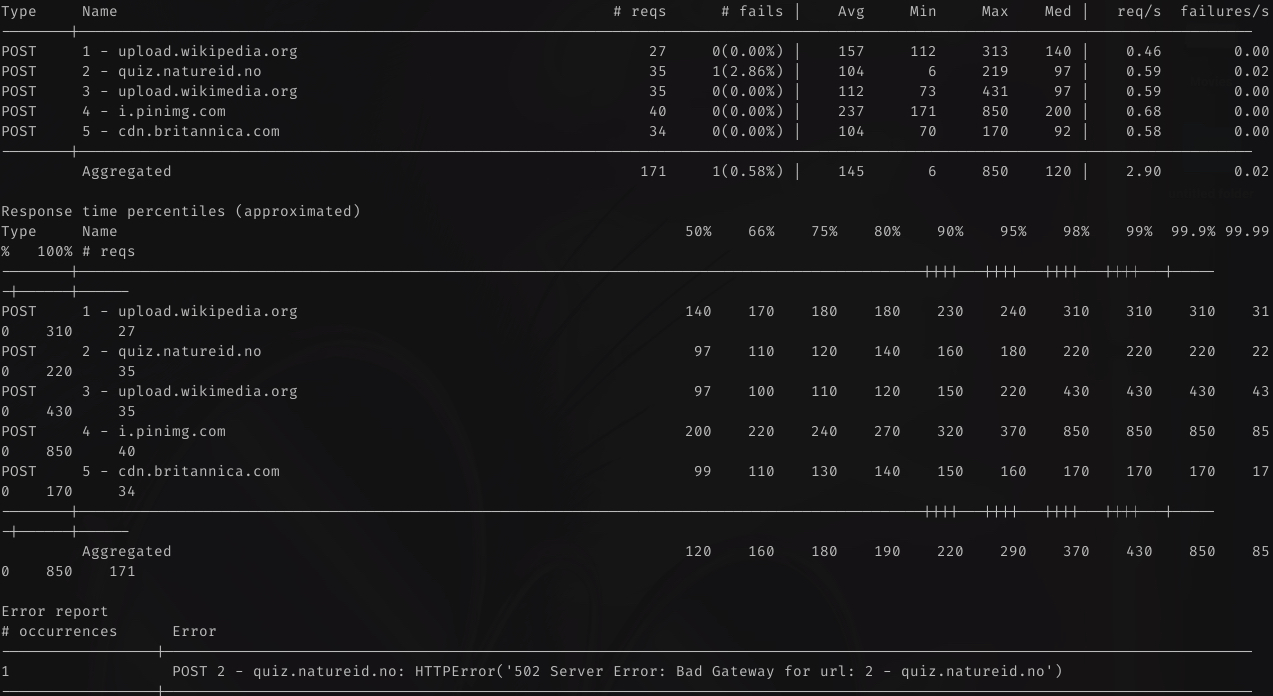 Type     Name     # reqs     # fails |     Avg     Min     Max     Med |     req/s  failures/s
POST     1 - upload.wikipedia.org     27     0(0.00%) |     157     112     313     140 |     0.46     0.00
POST     2 - quiz.natureid.no     35     1(2.86%) |     104     6     219     97 |     0.59     0.02
POST     3 - upload.wikimedia.org     35     0(0.00%) |     112     73     431     97 |     0.59     0.00
POST     4 - i.pinimg.com     40     0(0.00%) |     237     171     850     200 |     0.68     0.00
POST     5 - cdn.britannica.com     34     0(0.00%) |     104     70     170     92 |     0.58     0.00
Aggregated     171     1(0.58%) |     145     6     850     120 |     2.90     0.02
Response time percentiles (approximated)
Type     Name     50%     66%     75%     80%     90%     95%     98%     99%  99.9% 99.99
%   100% # reqs
POST     1 - upload.wikipedia.org     140     170     180     180     230     240     310     310     310     31
0     310     27
POST     2 - quiz.natureid.no     97     110     120     140     160     180     220     220     220     22
0     220     35
POST     3 - upload.wikimedia.org     97     100     110     120     150     220     430     430     430     43
0     430     35
POST     4 - i.pinimg.com     200     220     240     270     320     370     850     850     850     85
0     850     40
POST     5 - cdn.britannica.com     99     110     130     140     150     160     170     170     170     17
0     170     34
Aggregated     120     160     180     190     220     290     370     430     850     85
0     850     171
Error report
# occurrences     Error
1     POST 2 - quiz.natureid.no: HTTPError('502 Server Error: Bad Gateway for url: 2 - quiz.natureid.no')